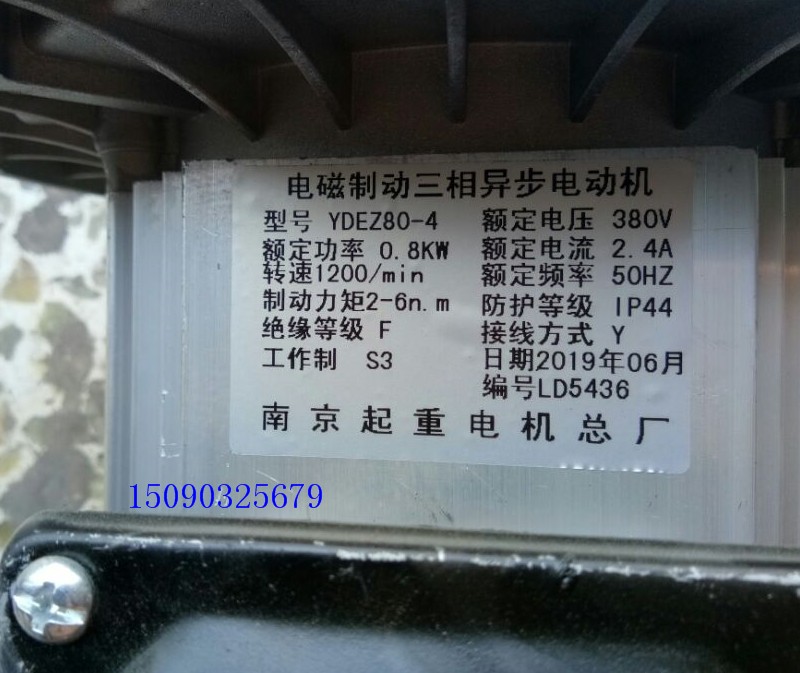 电磁制动三相异步电动机
型号 YDEZ80-4 额定电压 380V
额定功率 0.8KW 额定电流 2.4A
转速1200/min 额定频率 50HZ
制动力矩2-6n.m 防护等级 IP44
绝缘等级 F 接线方式 Y
工作制 S3 日期2019年06月
编号LD5436
南京起重电机总厂
15090325679